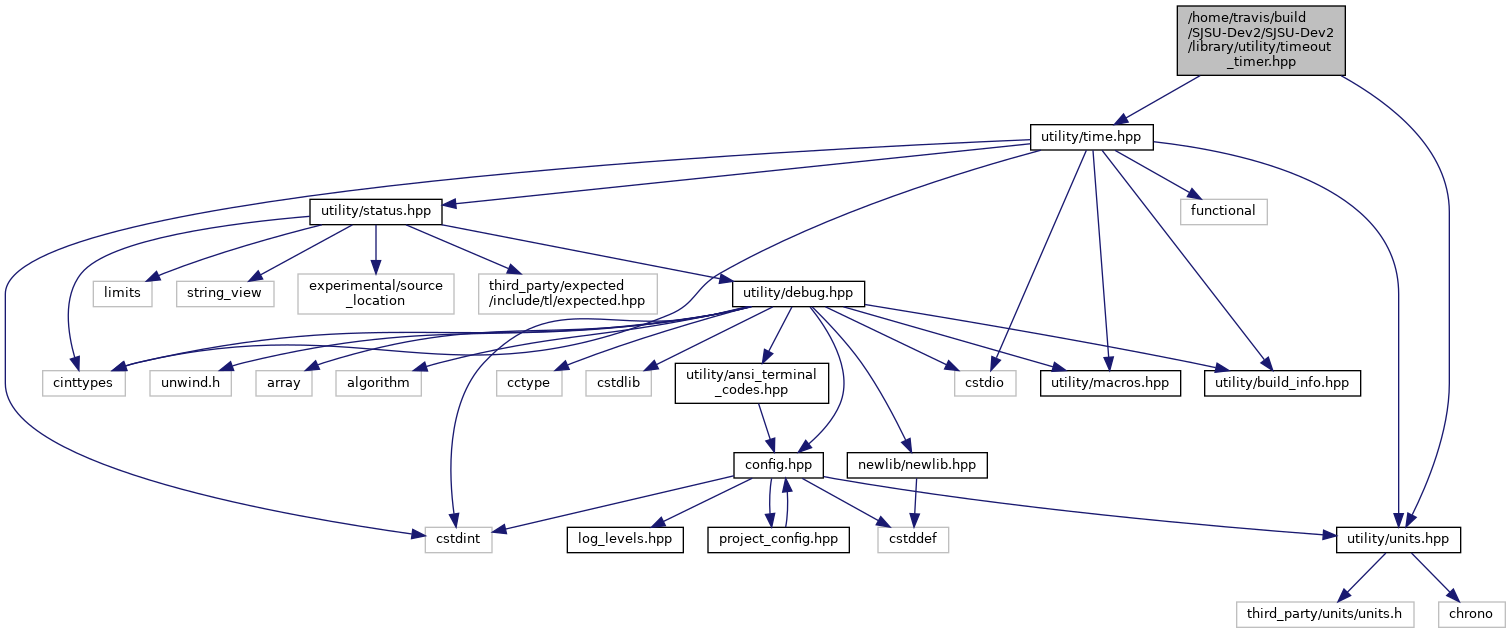 /home/travis/build
/SJSU-Dev2/SJSU-Dev2
/library/utility/timeout
_timer.hpp
utility/time.hpp
utility/status.hpp
functional
limits
string_view
experimental/source
_location
third_party/expected
/include/tl/expected.hpp
utility/debug.hpp
cinttypes
unwind.h
array
algorithm
cctype
cstdlib
utility/ansi_terminal
_codes.hpp
cstdio
utility/macros.hpp
utility/build_info.hpp
config.hpp
newlib/newlib.hpp
cstdint
log_levels.hpp
project_config.hpp
cstddef
utility/units.hpp
third_party/units/units.h
chrono